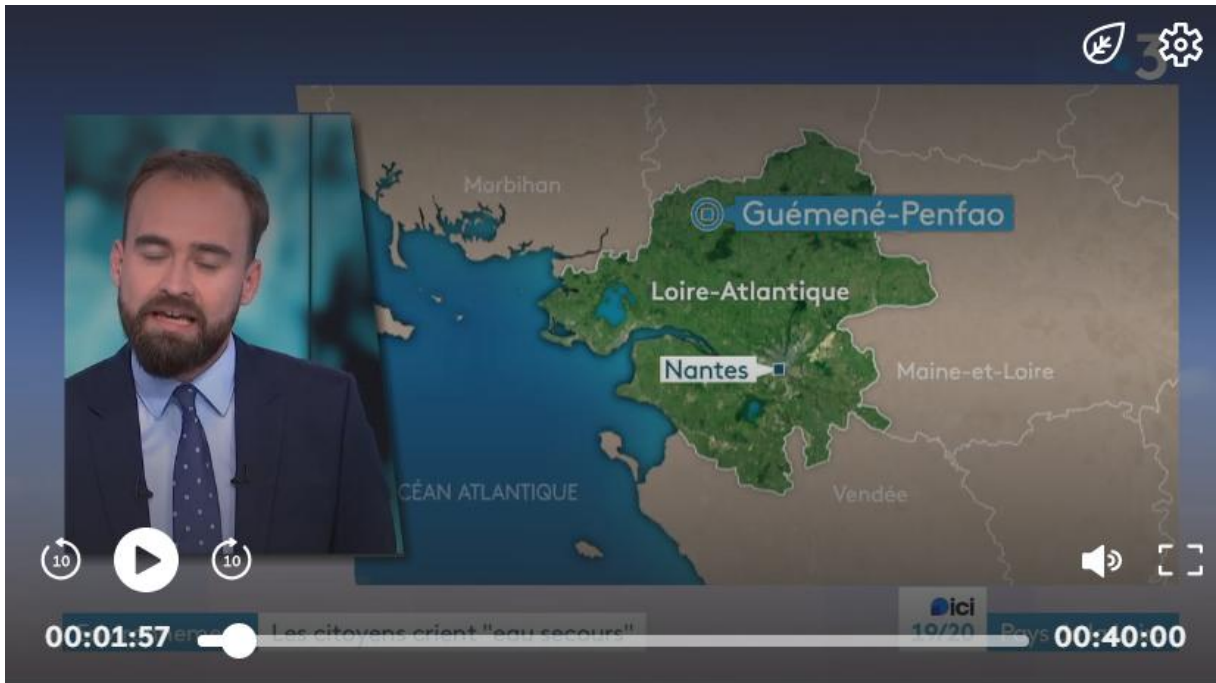 3
Morbihan
Guémené-Penfao
Loire-Atlantique
Nantes
Maine-et-Loire
CÉAN ATLANTIQUE
Vendée
10
10
ici
Les citoyens crient "eau secours"
19/20
00:01:57
00:40:00